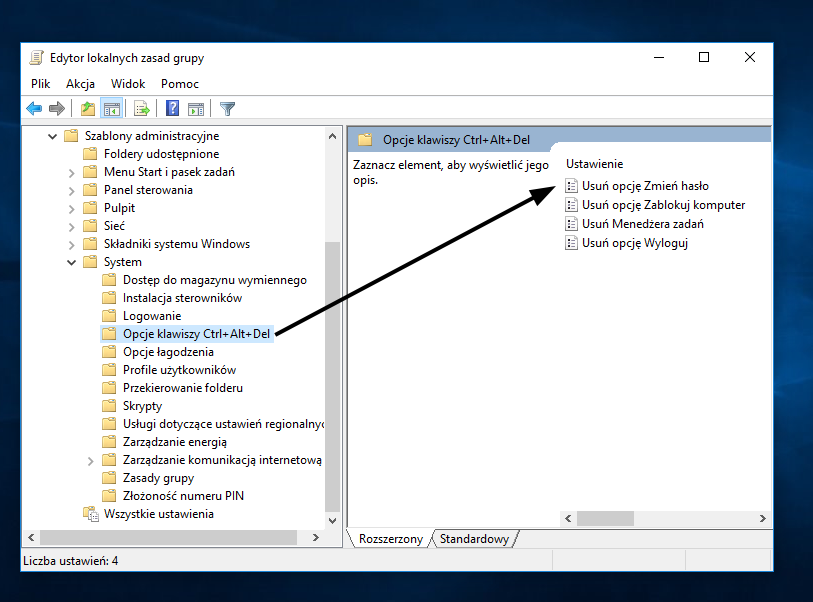 Edytor lokalnych zasad grupy
Plik Akcja Widok Pomoc
Szablony administracyjne
Foldery udostępnione
Menu Start i pasek zadań
Panel sterowania
Pulpit
Sieć
Składniki systemu Windows
System
Dostęp do magazynu wymiennego
Instalacja sterowników
Logowanie
Opcje klawiszy Ctrl+Alt+Del
Opcje łagodzenia
Profile użytkowników
Przekierowanie folderu
Skrypty
Usługi dotyczące ustawień regionalnyc
Zarządzanie energią
Zarządzanie komunikacją internetową
Zasady grupy
Złożoność numeru PIN
Wszystkie ustawienia
Opcje klawiszy Ctrl+Alt+Del
Zaznacz element, aby wyświetlić jego
opis.
Ustawienie
Usuń opcję Zmień hasło
Usuń opcję Zablokuj komputer
Usuń Menedżera zadań
Usuń opcję Wyloguj
Rozszerzony Standardowy
Liczba ustawień: 4